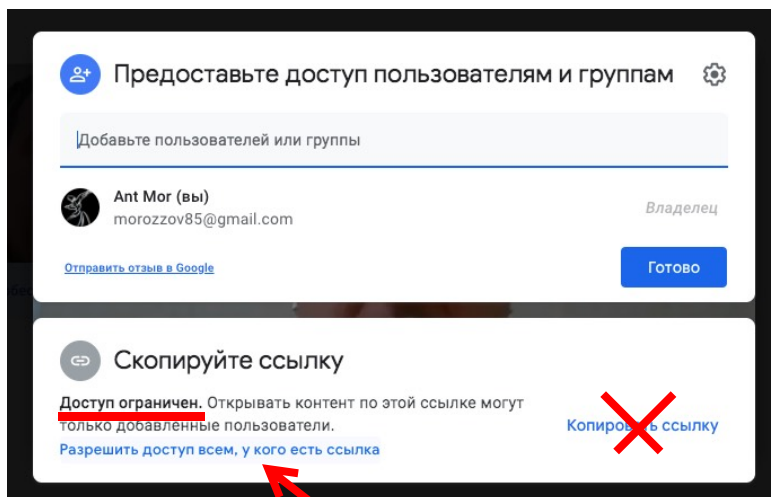 Предоставьте доступ пользователям и группам
Добавьте пользователей или группы
Ant Mor (вы)
morozzov85@gmail.com
Владелец
Отправить отзыв в Google
Готово
Скопируйте ссылку
Доступ ограничен. Открывать контент по этой ссылке могут
только добавленные пользователи.
Копировать ссылку
Разрешить доступ всем, у кого есть ссылка